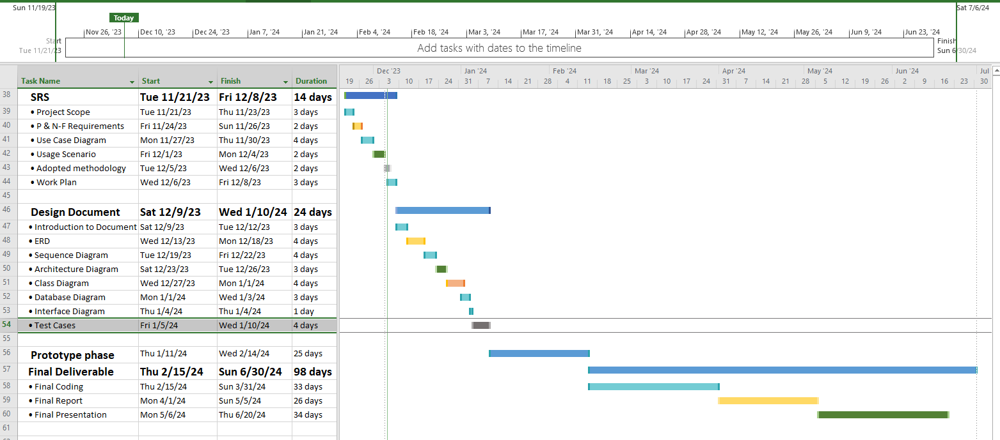 Sun 11/19/23
Sat 7/6/24
Today
Nov 26, '23 Dec 10, '23 Dec 24, '23 Jan 7, '24 Jan 21, '24 Feb 4, '24 Feb 18, '24 Mar 3, '24 Mar 17, '24 Mar 31, '24 Apr 14, '24 Apr 28, '24 May 12, '24 May 26, '24 Jun 9, '24 Jun 23, '24
Start
Tue 11/21/23
Add tasks with dates to the timeline
Finish
Sun 6/30/24
Dec '23 Jan '24 Feb '24 Mar '24 Apr '24 May '24 Jun '24 Jul
Task Name Start Finish Duration
19 26 3 10 17 24 31 7 14 21 28 4 11 18 25 3 10 17 24 31 7 14 21 28 5 12 19 26 2 9 16 23 30
38 SRS Tue 11/21/23 Fri 12/8/23 14 days
39 • Project Scope Tue 11/21/23 Thu 11/23/23 3 days
40 • P & N-F Requirements Fri 11/24/23 Sun 11/26/23 2 days
41 • Use Case Diagram Mon 11/27/23 Thu 11/30/23 4 days
42 • Usage Scenario Fri 12/1/23 Mon 12/4/23 2 days
43 • Adopted methodology Tue 12/5/23 Wed 12/6/23 2 days
44 • Work Plan Wed 12/6/23 Fri 12/8/23 3 days
45
46 Design Document Sat 12/9/23 Wed 1/10/24 24 days
47 • Introduction to Document Sat 12/9/23 Tue 12/12/23 3 days
48 • ERD Wed 12/13/23 Mon 12/18/23 4 days
49 • Sequence Diagram Tue 12/19/23 Fri 12/22/23 4 days
50 • Architecture Diagram Sat 12/23/23 Tue 12/26/23 3 days
51 • Class Diagram Wed 12/27/23 Mon 1/1/24 4 days
52 • Database Diagram Mon 1/1/24 Wed 1/3/24 3 days
53 • Interface Diagram Thu 1/4/24 Thu 1/4/24 1 day
54 • Test Cases Fri 1/5/24 Wed 1/10/24 4 days
55
56 Prototype phase Thu 1/11/24 Wed 2/14/24 25 days
57 Final Deliverable Thu 2/15/24 Sun 6/30/24 98 days
58 • Final Coding Thu 2/15/24 Sun 3/31/24 33 days
59 • Final Report Mon 4/1/24 Sun 5/5/24 26 days
60 • Final Presentation Mon 5/6/24 Thu 6/20/24 34 days
61